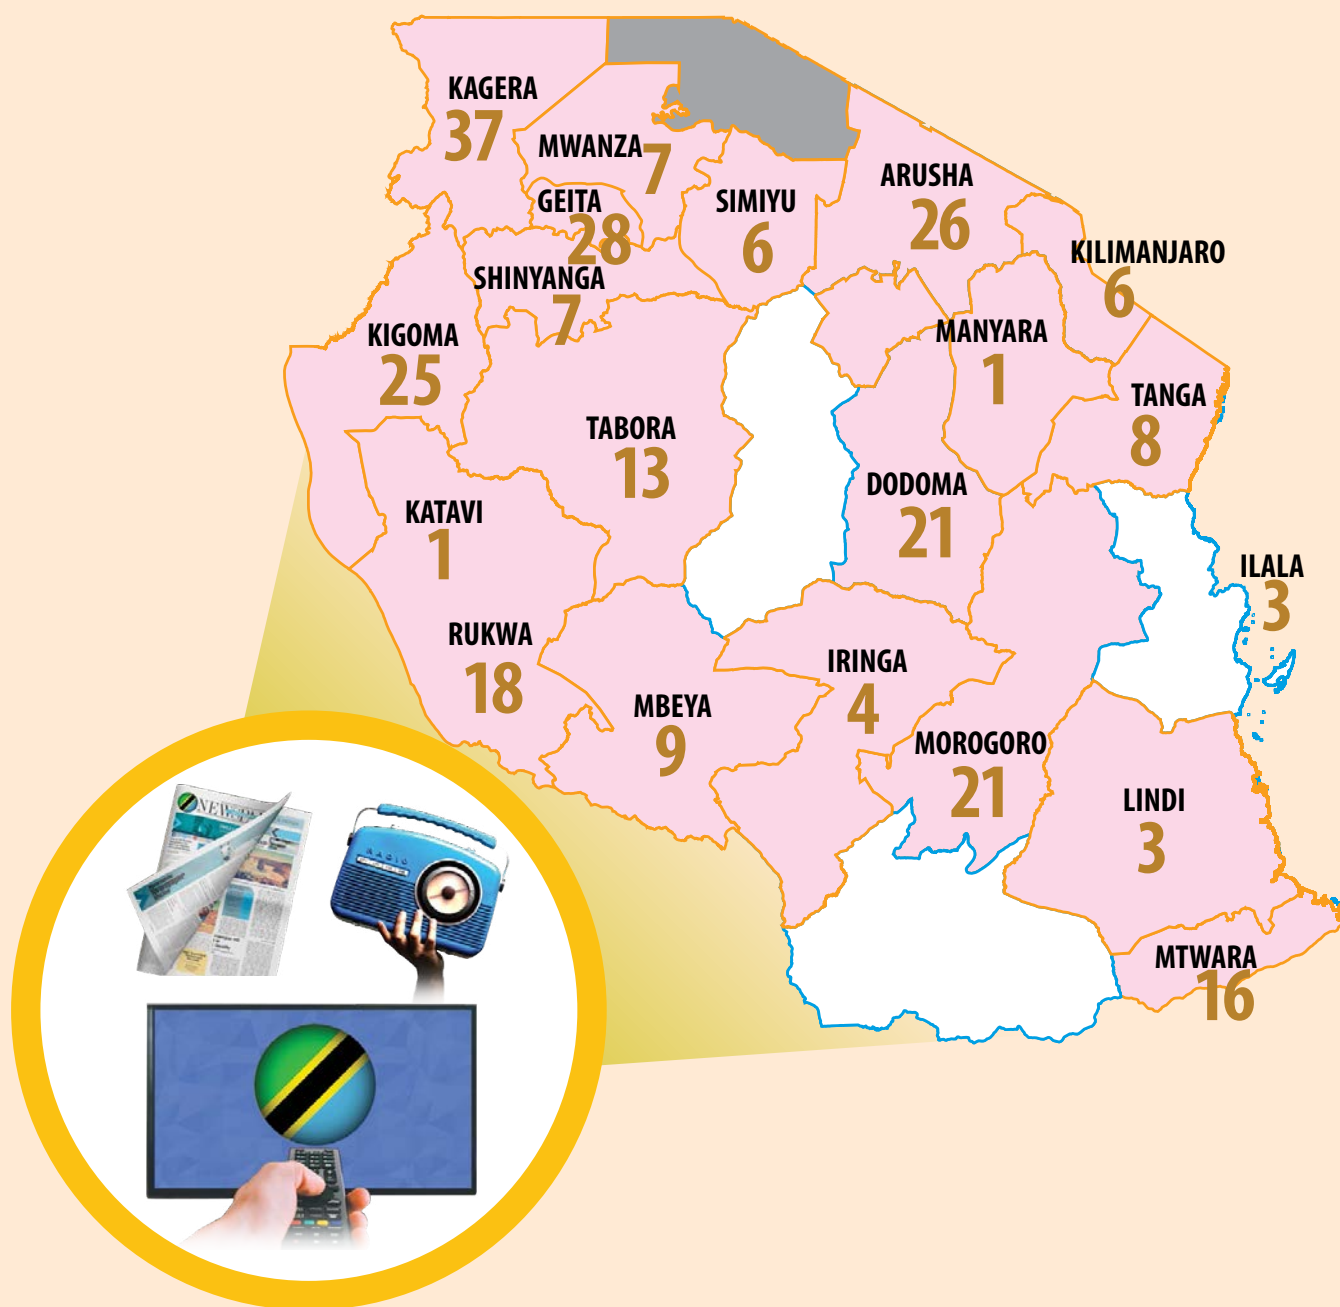 KAGERA
37
MWANZA
7
GEITA
28
SIMIYU
6
ARUSHA
26
KILIMANJARO
6
SHINYANGA
7
KIGOMA
25
MANYARA
1
TANGA
8
TABORA
13
DODOMA
21
KATAVI
1
ILALA
3
RUKWA
18
IRINGA
4
MBEYA
9
MOROGORO
21
LINDI
3
MTWARA
16
NEWS
RADIO